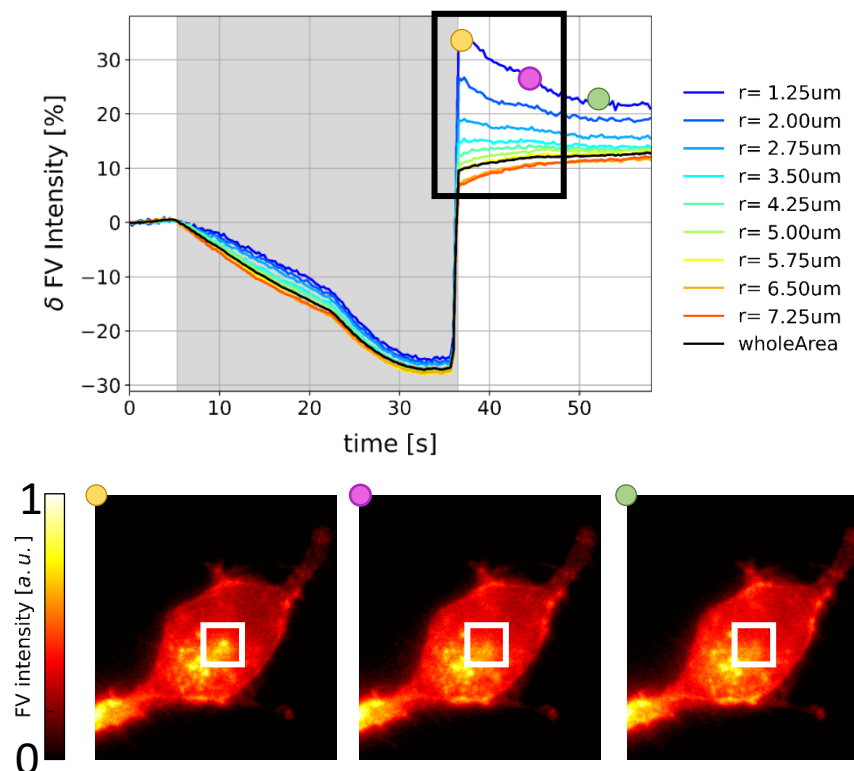 δ FV Intensity [%]
30
20
10
0
−10
−20
−30
0 10 20 30 40 50
time [s]
r= 1.25um
r= 2.00um
r= 2.75um
r= 3.50um
r= 4.25um
r= 5.00um
r= 5.75um
r= 6.50um
r= 7.25um
wholeArea
1
FV intensity [a.u.]
0